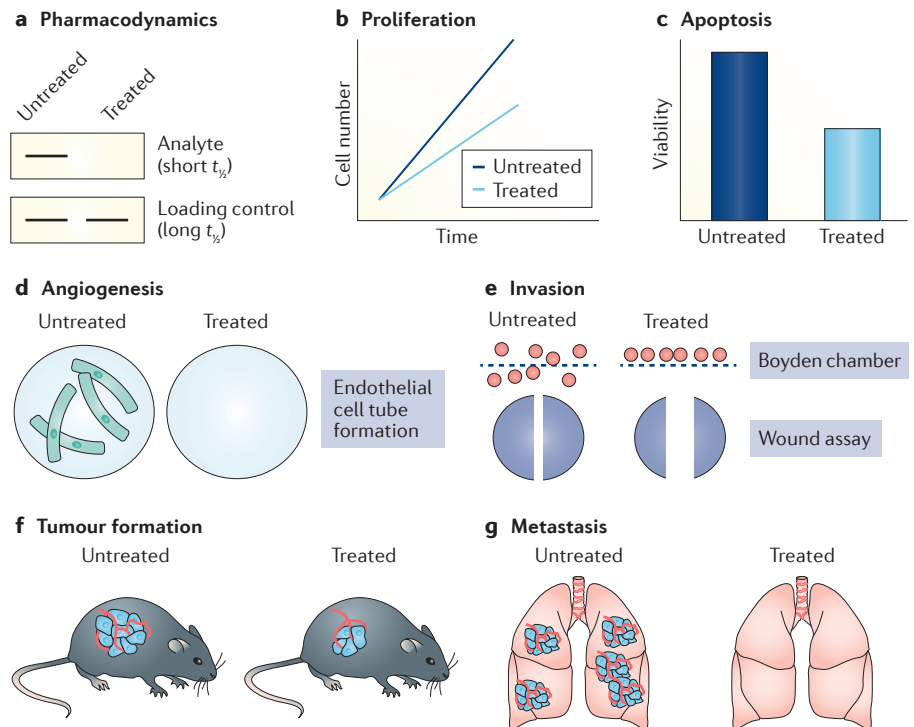 a Pharmacodynamics
Untreated
Treated
Analyte
(short t½)
Loading control
(long t½)
b Proliferation
Cell number
Untreated
Treated
Time
c Apoptosis
Viability
Untreated
Treated
d Angiogenesis
Untreated
Treated
Endothelial
cell tube
formation
e Invasion
Untreated
Treated
Boyden chamber
Wound assay
f Tumour formation
Untreated
Treated
g Metastasis
Untreated
Treated